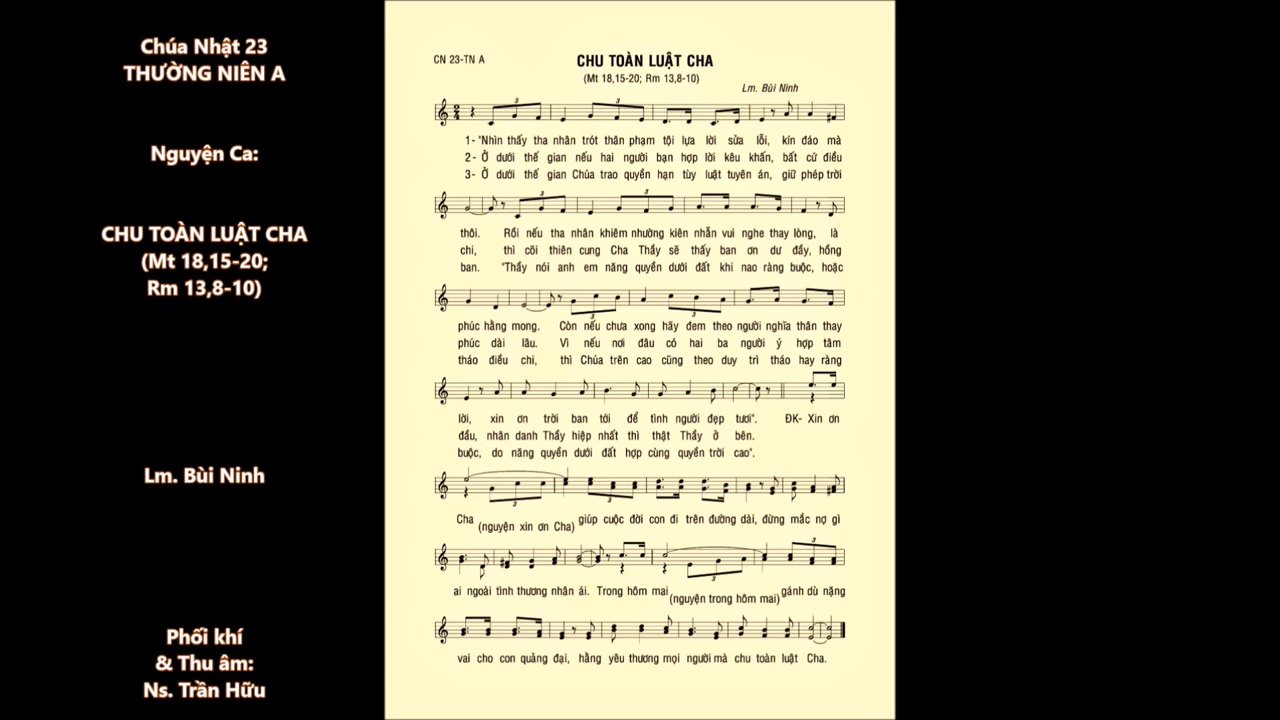 Chúa Nhật 23
THƯỜNG NIÊN A
Nguyện Ca:
CHU TOÀN LUẬT CHA
(Mt 18,15-20;
Rm 13,8-10)
Lm. Bùi Ninh
Phối khí
& Thu âm:
Ns. Trần Hữu
CN 23-TN A
CHU TOÀN LUẬT CHA
(Mt 18,15-20; Rm 13,8-10)
Lm. Bùi Ninh
3 3
2
4
1- "Nhìn thấy tha nhân trót thân phạm tội lựa lời sửa lỗi, kín đáo mà
2- Ở dưới thế gian nếu hai người bạn hợp lời kêu khấn, bất cứ điều
3- Ở dưới thế gian Chúa trao quyền hạn tùy luật tuyên án, giữ phép trời
3 3
thôi. Rồi nếu tha nhân khiêm nhường kiên nhẫn vui nghe thay lòng, là
chi, thì cõi thiên cung Cha Thầy sẽ thấy ban ơn dư đầy, hồng
ban. "Thầy nói anh em năng quyền dưới đất khi nao ràng buộc, hoặc
3 3
phúc hằng mong. Còn nếu chưa xong hãy đem theo người nghĩa thân thay
phúc dài lâu. Vì nếu nơi đâu có hai ba người ý hợp tâm
tháo điều chi, thì Chúa trên cao cũng theo duy trì tháo hay ràng
lời, xin ơn trời ban tới để tình người đẹp tươi". ĐK- Xin ơn
đầu, nhân danh Thầy hiệp nhất thì thật Thầy ở bên.
buộc, do năng quyền dưới đất hợp cùng quyền trời cao".
3 3
Cha (nguyện xin ơn Cha) giúp cuộc đời con đi trên đường dài, đừng mắc nợ gì
3 3
ai ngoài tình thương nhân ái. Trong hôm mai (nguyện trong hôm mai) gánh dù nặng
vai cho con quảng đại, hằng yêu thương mọi người mà chu toàn luật Cha.